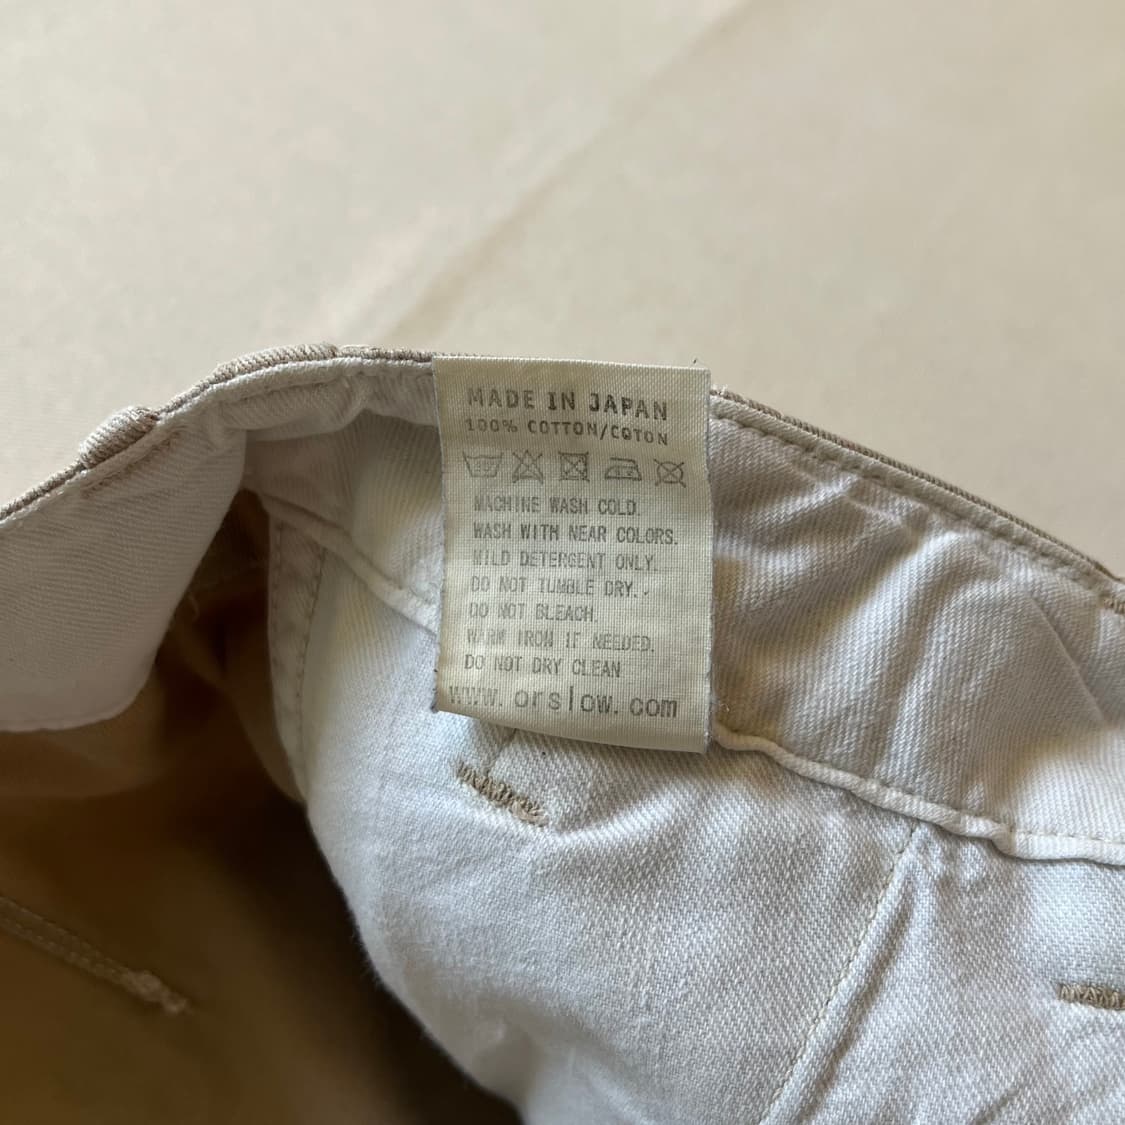 MADE IN JAPAN
100% COTTON/COTON
MACHINE WASH COLD.
WASH WITH NEAR COLORS.
MILD DETERGENT ONLY.
DO NOT TUMBLE DRY.
DO NOT BLEACH.
WARM IRON IF NEEDED.
DO NOT DRY CLEAN
www.orslow.com